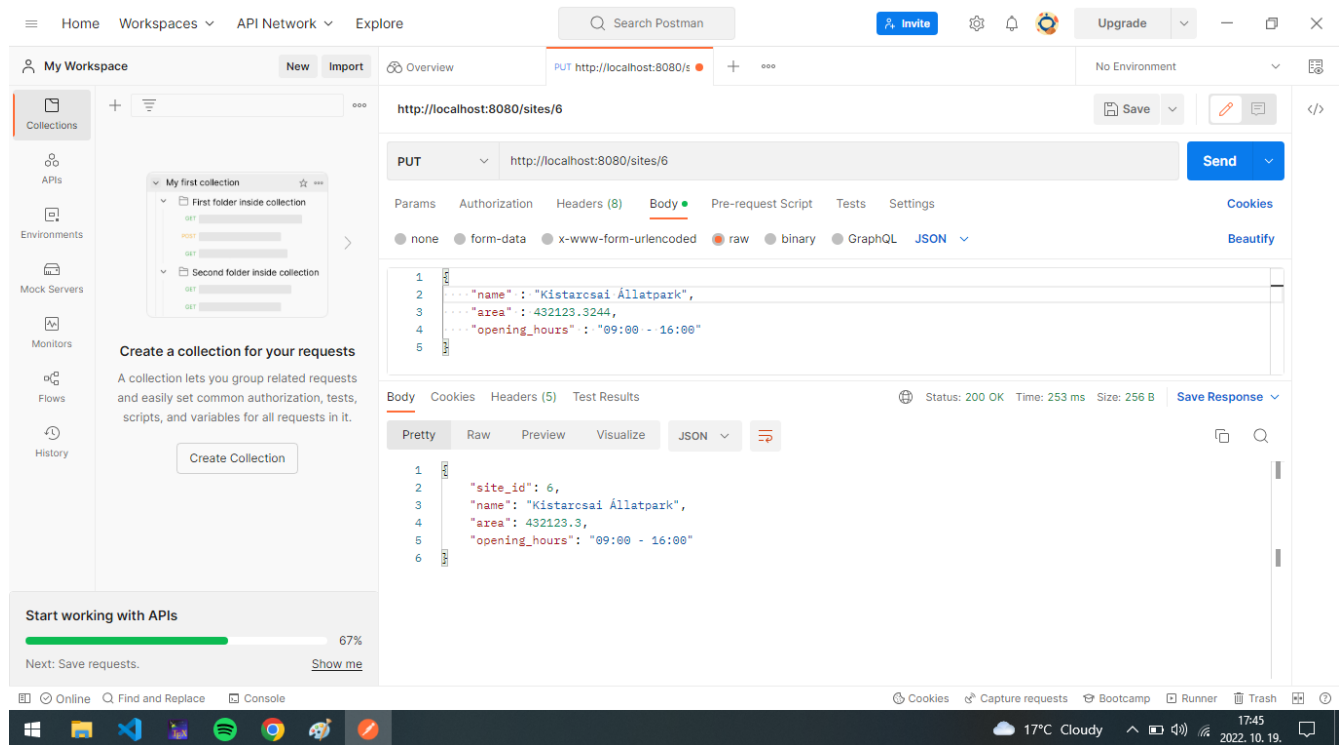 Home Workspaces API Network Explore Search Postman Invite Upgrade
My Workspace New Import Overview PUT http://localhost:8080/s No Environment
Collections
APIs
Environments
Mock Servers
Monitors
Flows
History
My first collection
First folder inside collection
GET
POST
GET
Second folder inside collection
GET
GET
Create a collection for your requests
A collection lets you group related requests
and easily set common authorization, tests,
scripts, and variables for all requests in it.
Create Collection
Start working with APIs
67%
Next: Save requests. Show me
http://localhost:8080/sites/6 Save
PUT http://localhost:8080/sites/6 Send
Params Authorization Headers (8) Body Pre-request Script Tests Settings Cookies
none form-data x-www-form-urlencoded raw binary GraphQL JSON Beautify
1 {
2 "name" : "Kistarcsai Állatpark",
3 "area" : 432123.3244,
4 "opening_hours" : "09:00 - 16:00"
5 }
Body Cookies Headers (5) Test Results Status: 200 OK Time: 253 ms Size: 256 B Save Response
Pretty Raw Preview Visualize JSON
1 {
2 "site_id": 6,
3 "name": "Kistarcsai Állatpark",
4 "area": 432123.3,
5 "opening_hours": "09:00 - 16:00"
6 }
Online Find and Replace Console Cookies Capture requests Bootcamp Runner Trash
17°C Cloudy 17:45
2022. 10. 19.